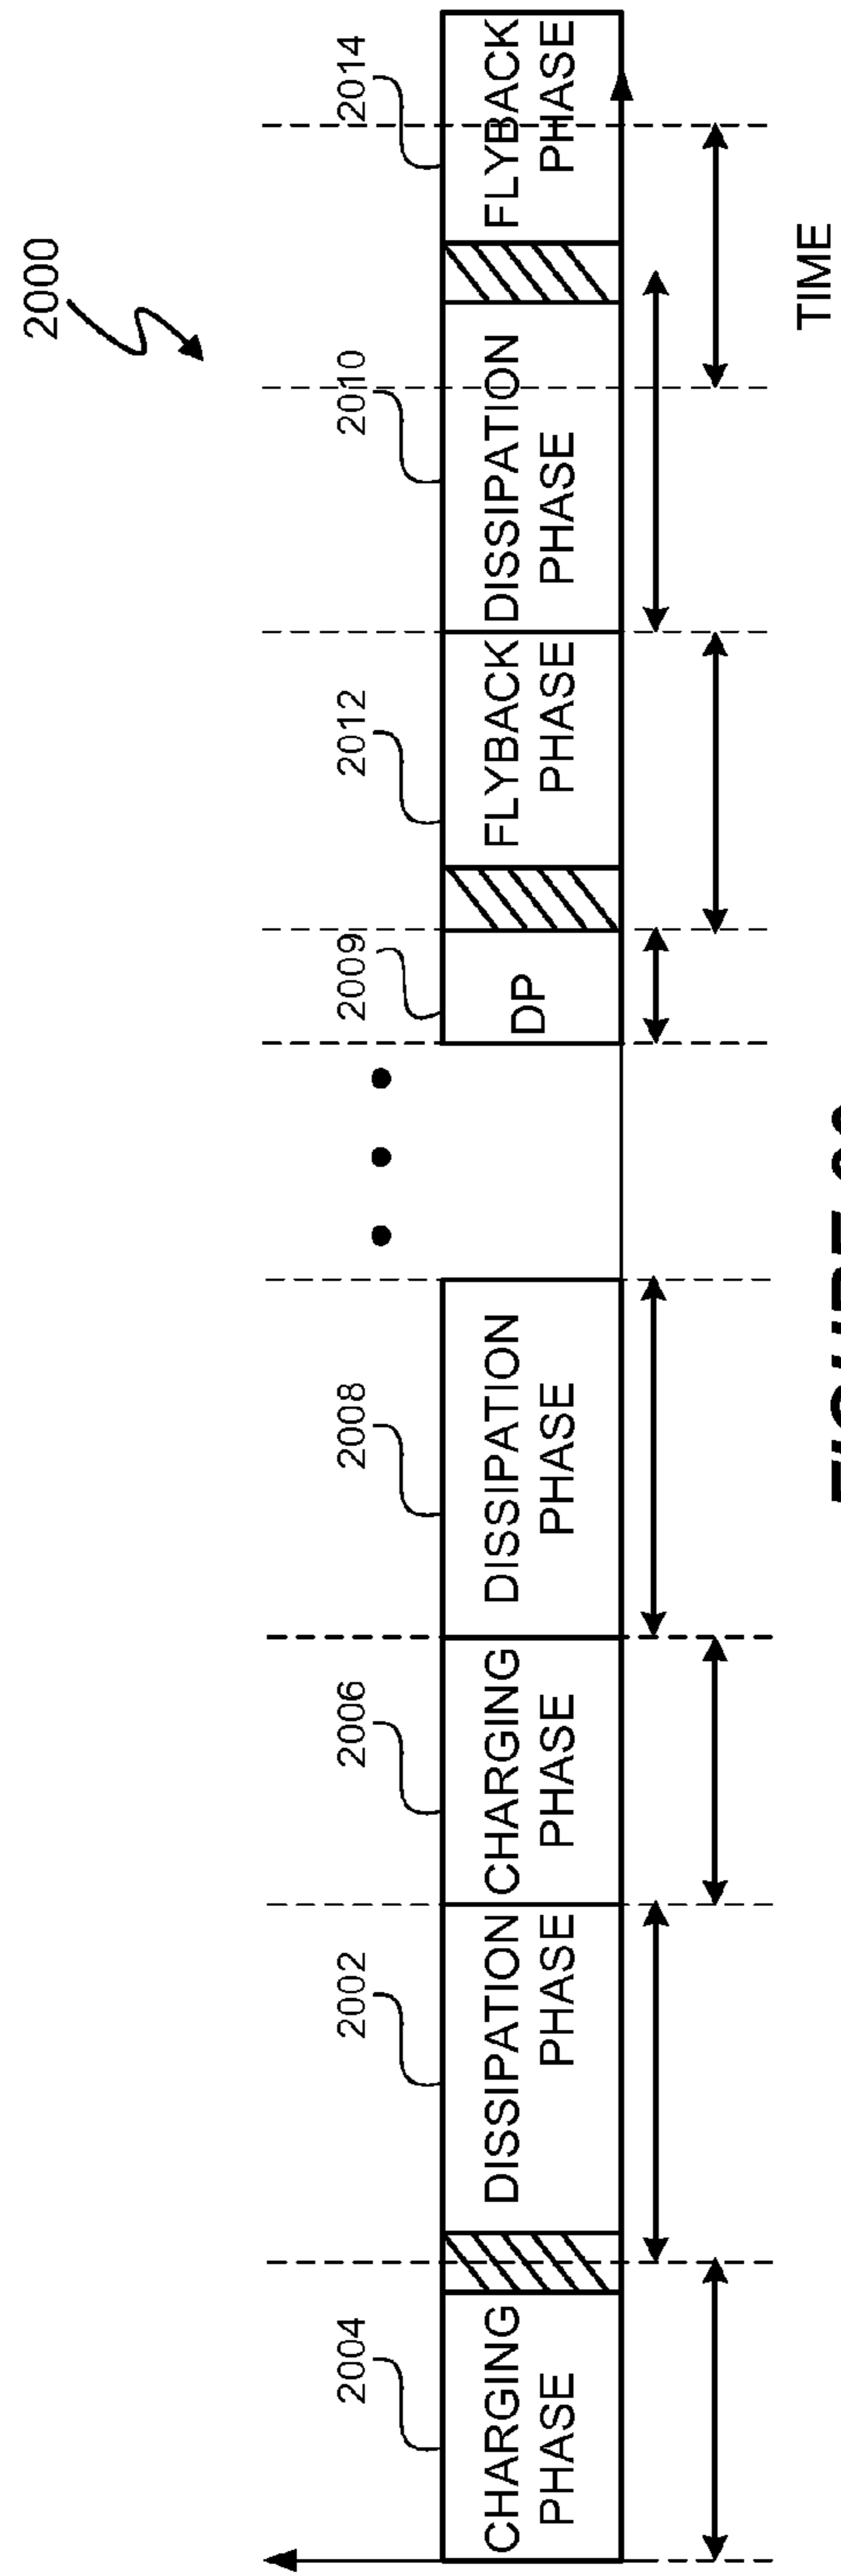 2000
2004
2002
2006
2008
2009
2012
2010
2014
CHARGING
PHASE
DISSIPATION
PHASE
CHARGING
PHASE
DISSIPATION
PHASE
DP
FLYBACK
PHASE
DISSIPATION
PHASE
FLYBACK
PHASE
TIME
FIGURE